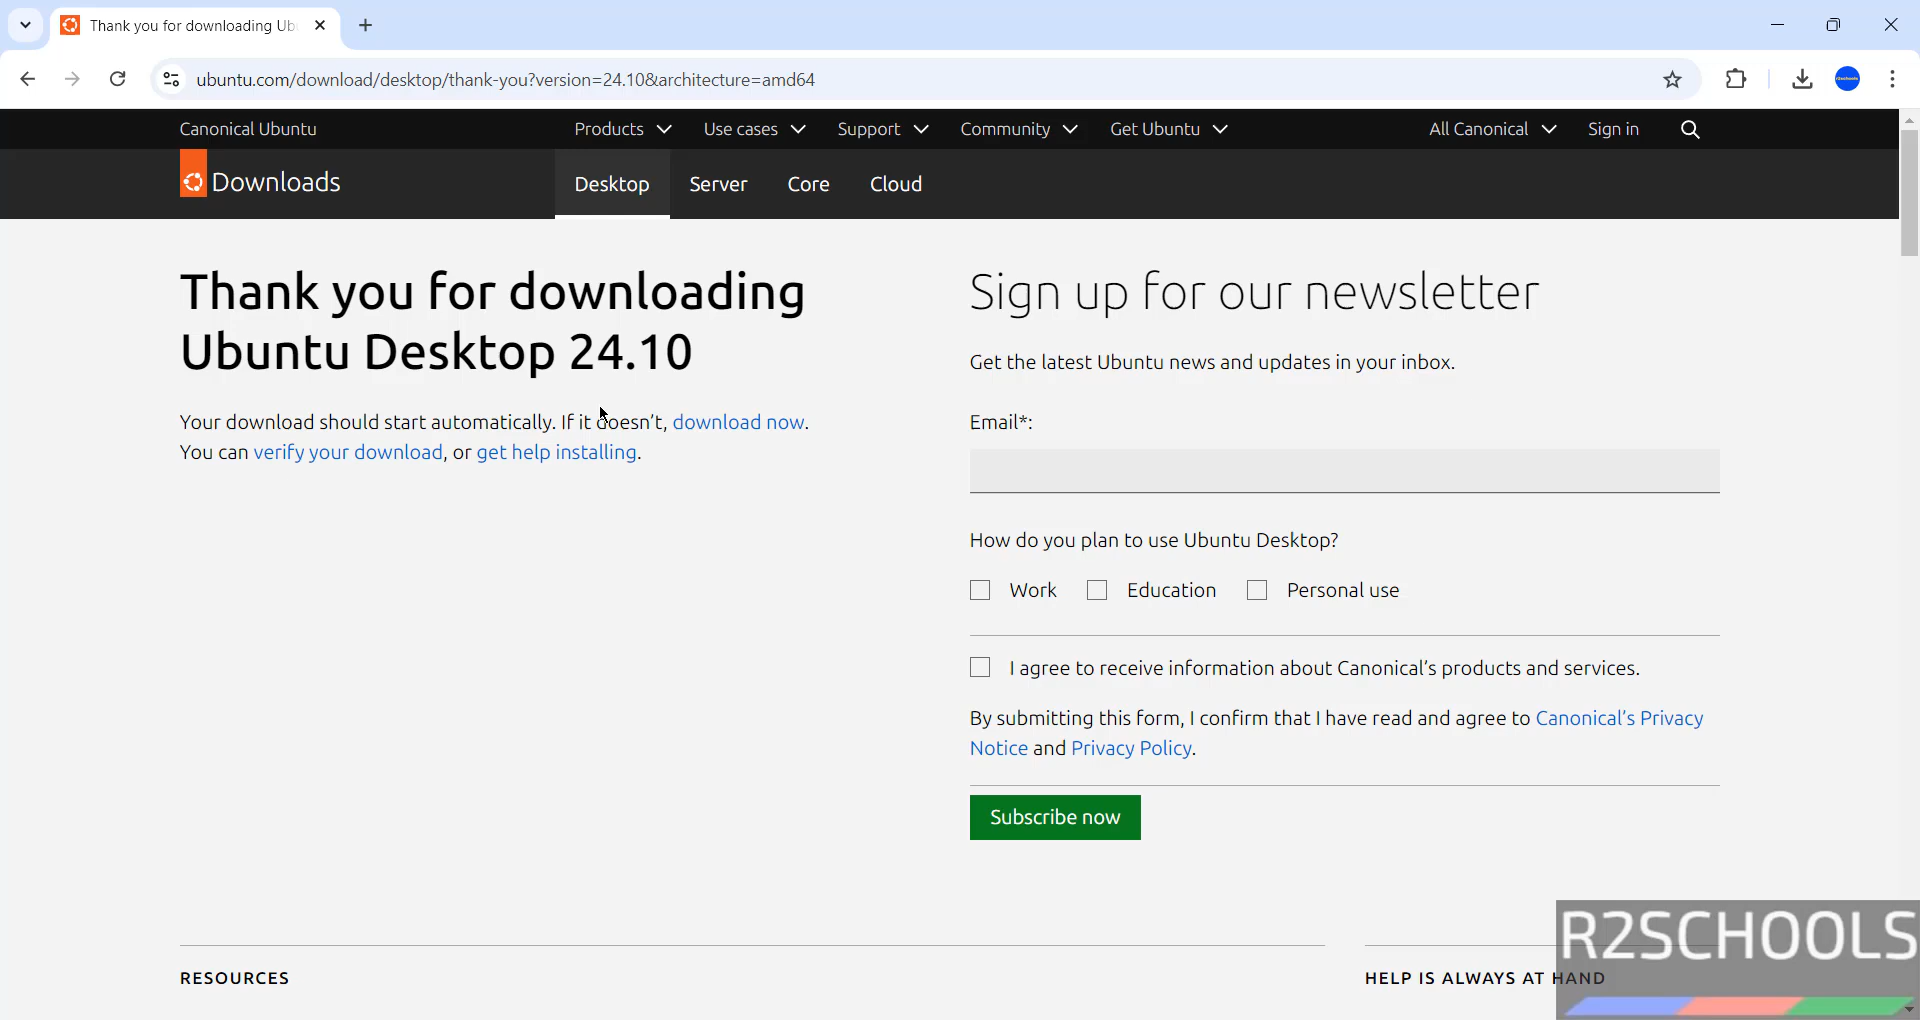 Thank you for downloading Ub
ubuntu.com/download/desktop/thank-you?version=24.10&architecture=amd64
Canonical Ubuntu Products Use cases Support Community Get Ubuntu All Canonical Sign in
Downloads Desktop Server Core Cloud
Thank you for downloading
Ubuntu Desktop 24.10
Your download should start automatically. If it doesn't, download now.
You can verify your download, or get help installing.
Sign up for our newsletter
Get the latest Ubuntu news and updates in your inbox.
Email*:
How do you plan to use Ubuntu Desktop?
Work Education Personal use
I agree to receive information about Canonical's products and services.
By submitting this form, I confirm that I have read and agree to Canonical's Privacy
Notice and Privacy Policy.
Subscribe now
RESOURCES
HELP IS ALWAYS AT HAND
R2SCHOOLS